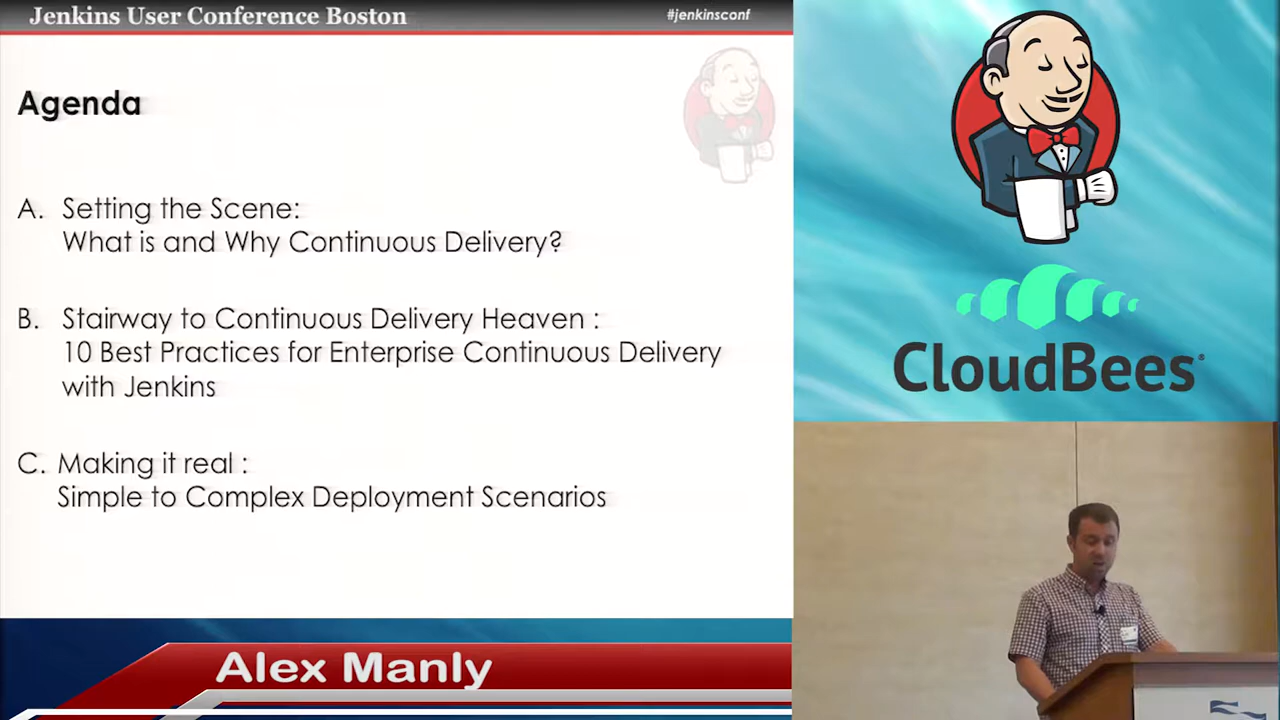 Jenkins User Conference Boston
#jenkinsconf
Agenda
A. Setting the Scene:
What is and Why Continuous Delivery?
B. Stairway to Continuous Delivery Heaven :
10 Best Practices for Enterprise Continuous Delivery
with Jenkins
C. Making it real :
Simple to Complex Deployment Scenarios
Alex Manly
CloudBees